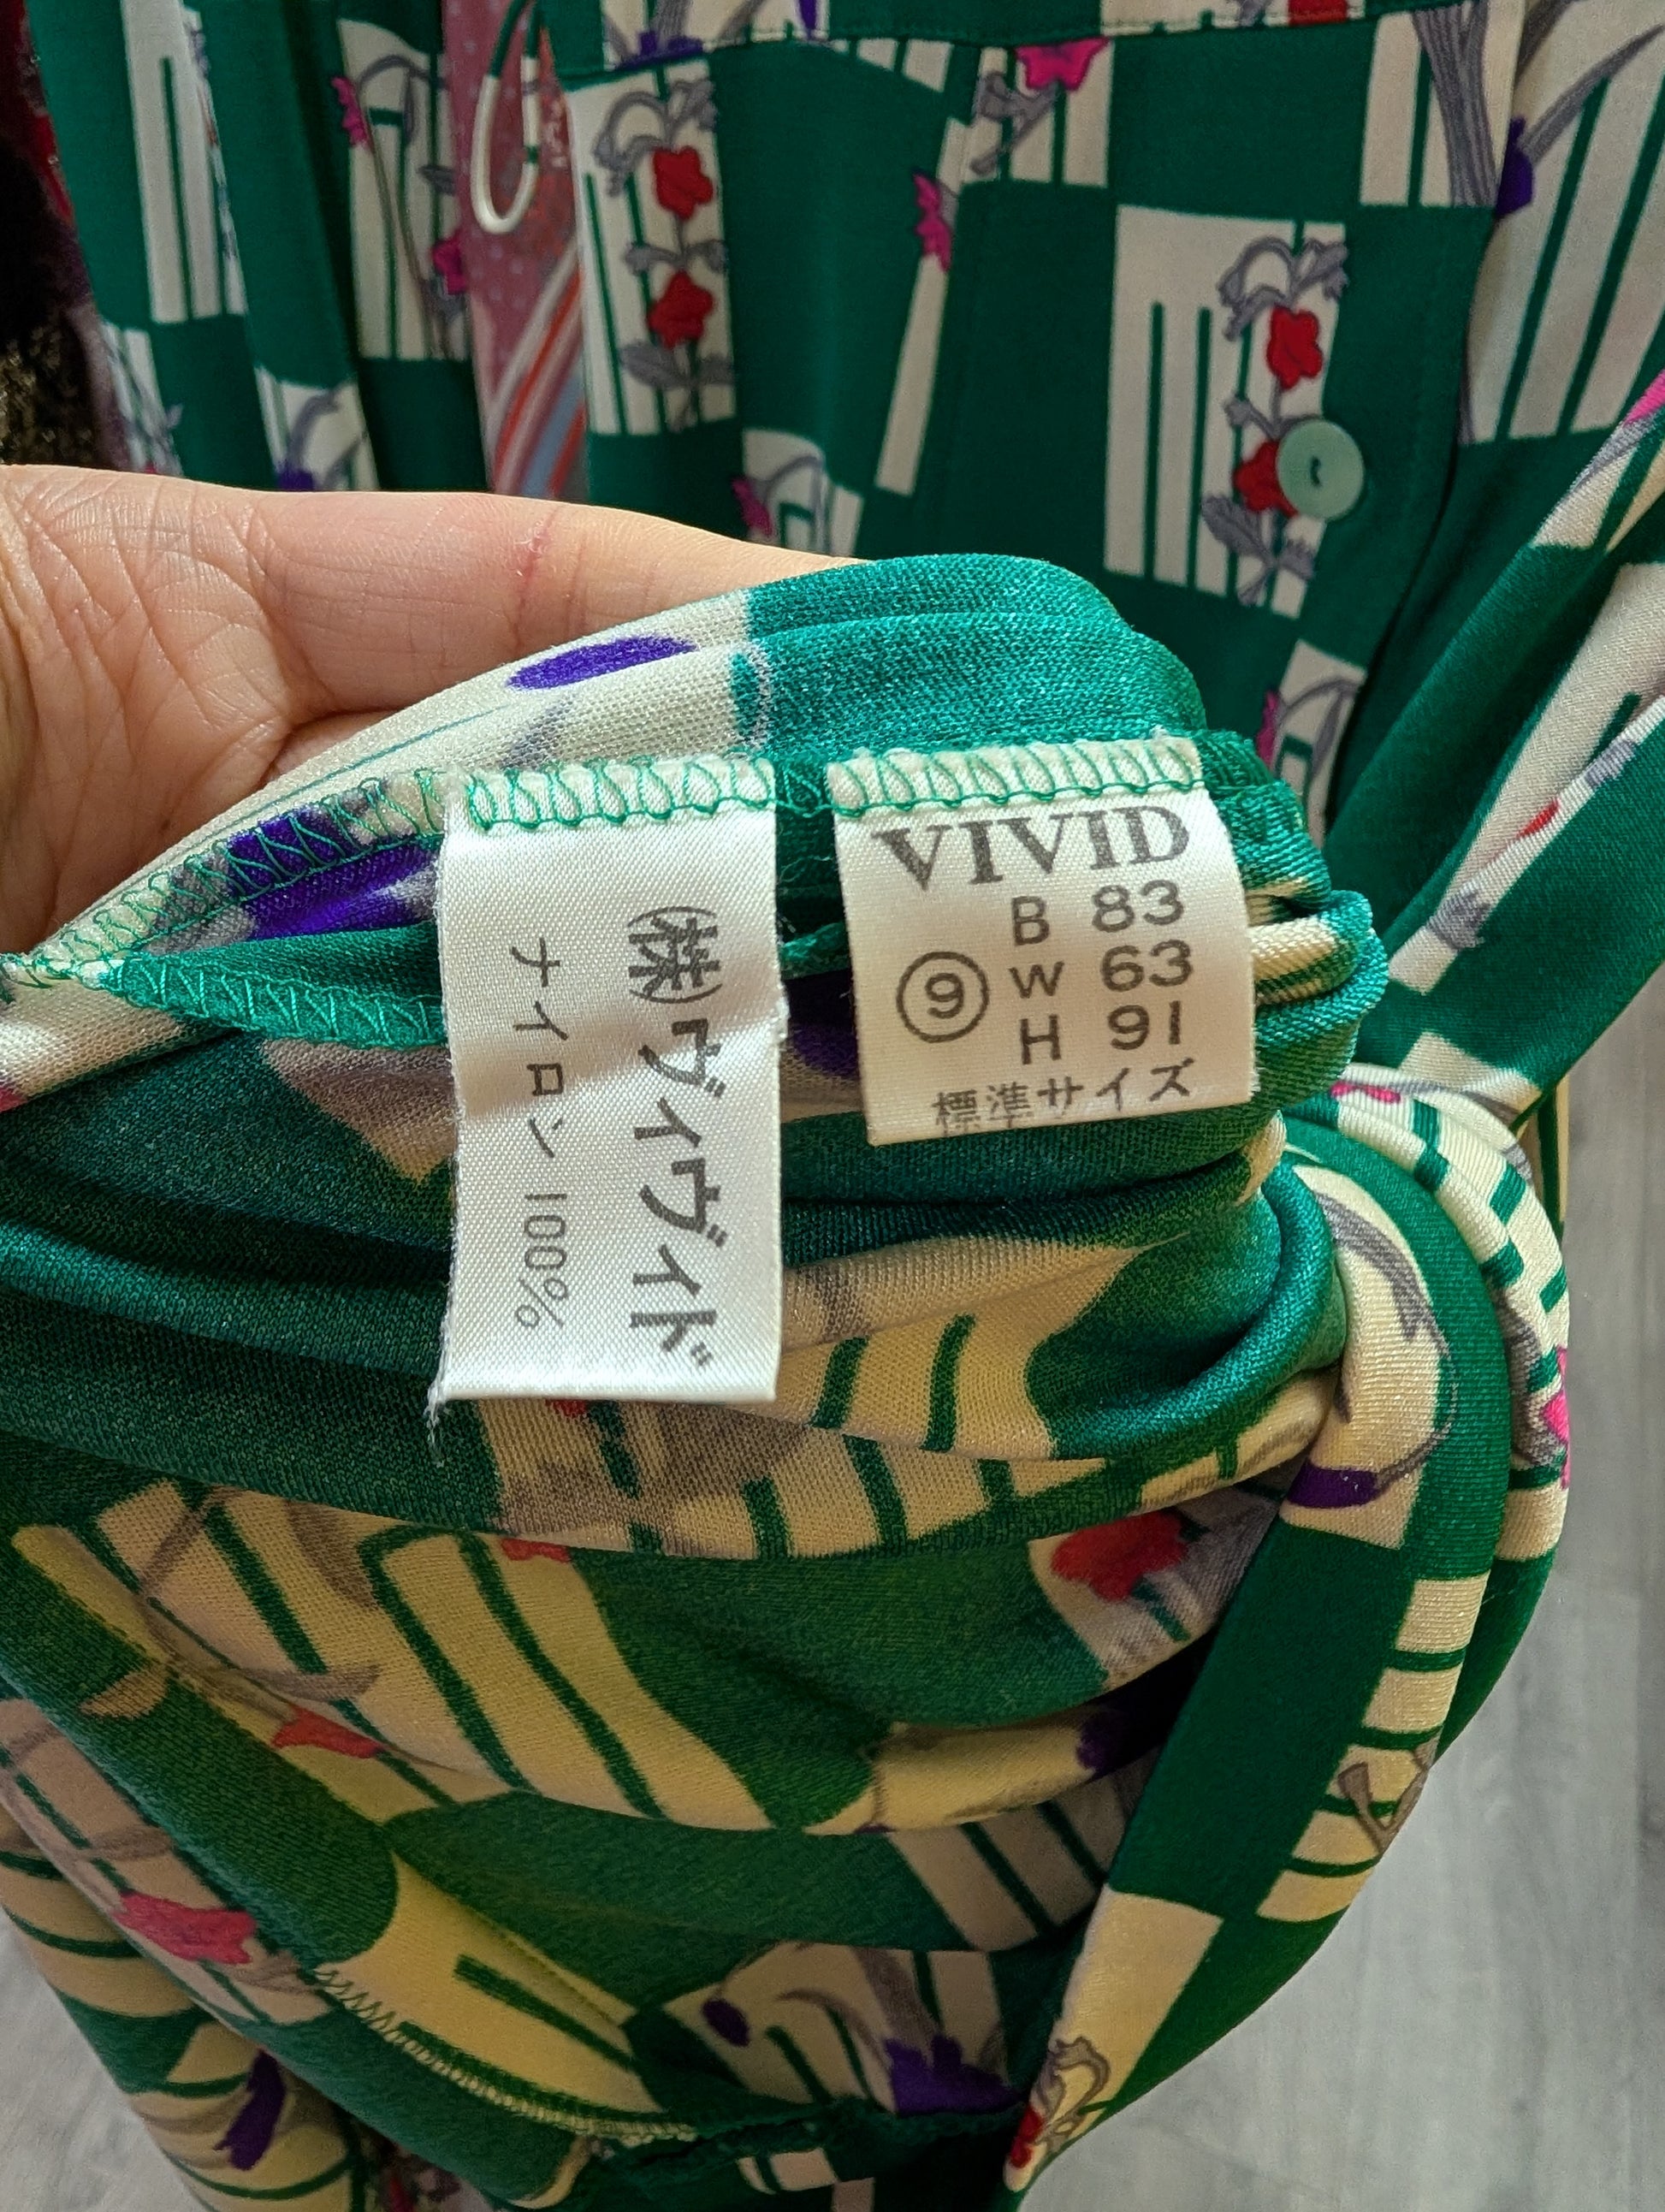 (株)ヴィヴィド
ナイロン 100%
VIVID
B 83
⑨ W 63
H 91
標準サイズ